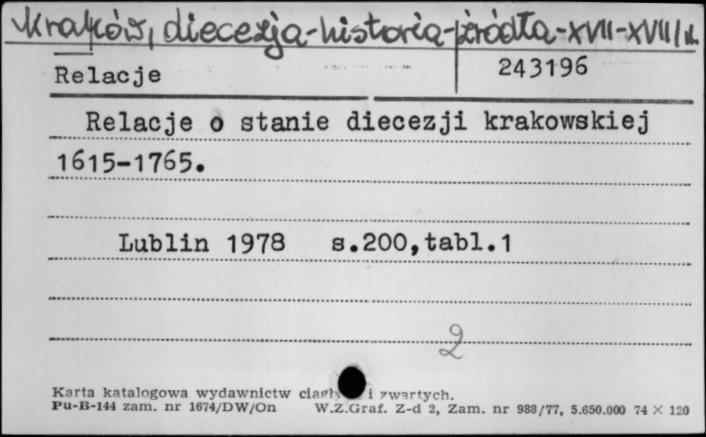 Kraków, diecezja-historia-źródła-XVII-XVIII w.
Relacje 243196
Relacje o stanie diecezji krakowskiej
1615-1765.
Lublin 1978 s.200,tabl.1
2
Karta katalogowa wydawnictw i zwartych.
Pu-B-144 zam. nr 1674/DW/On W.Z.Graf. Z-d 2, Zam. nr 988/77, 5.650.000 74 × 120